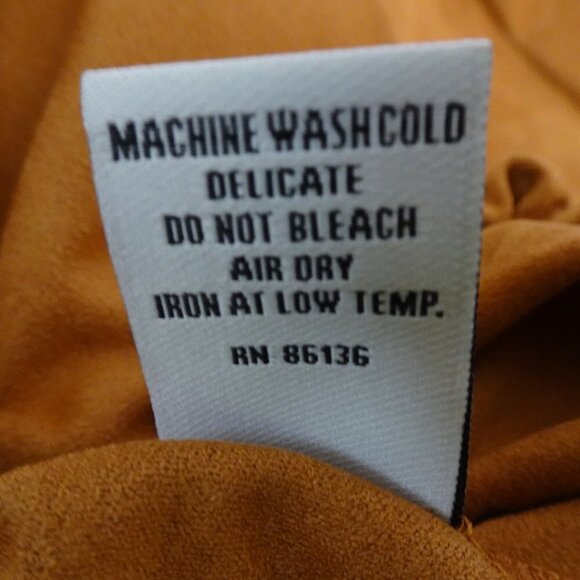 MACHINE WASH COLD
DELICATE
DO NOT BLEACH
AIR DRY
IRON AT LOW TEMP.
RN 86136